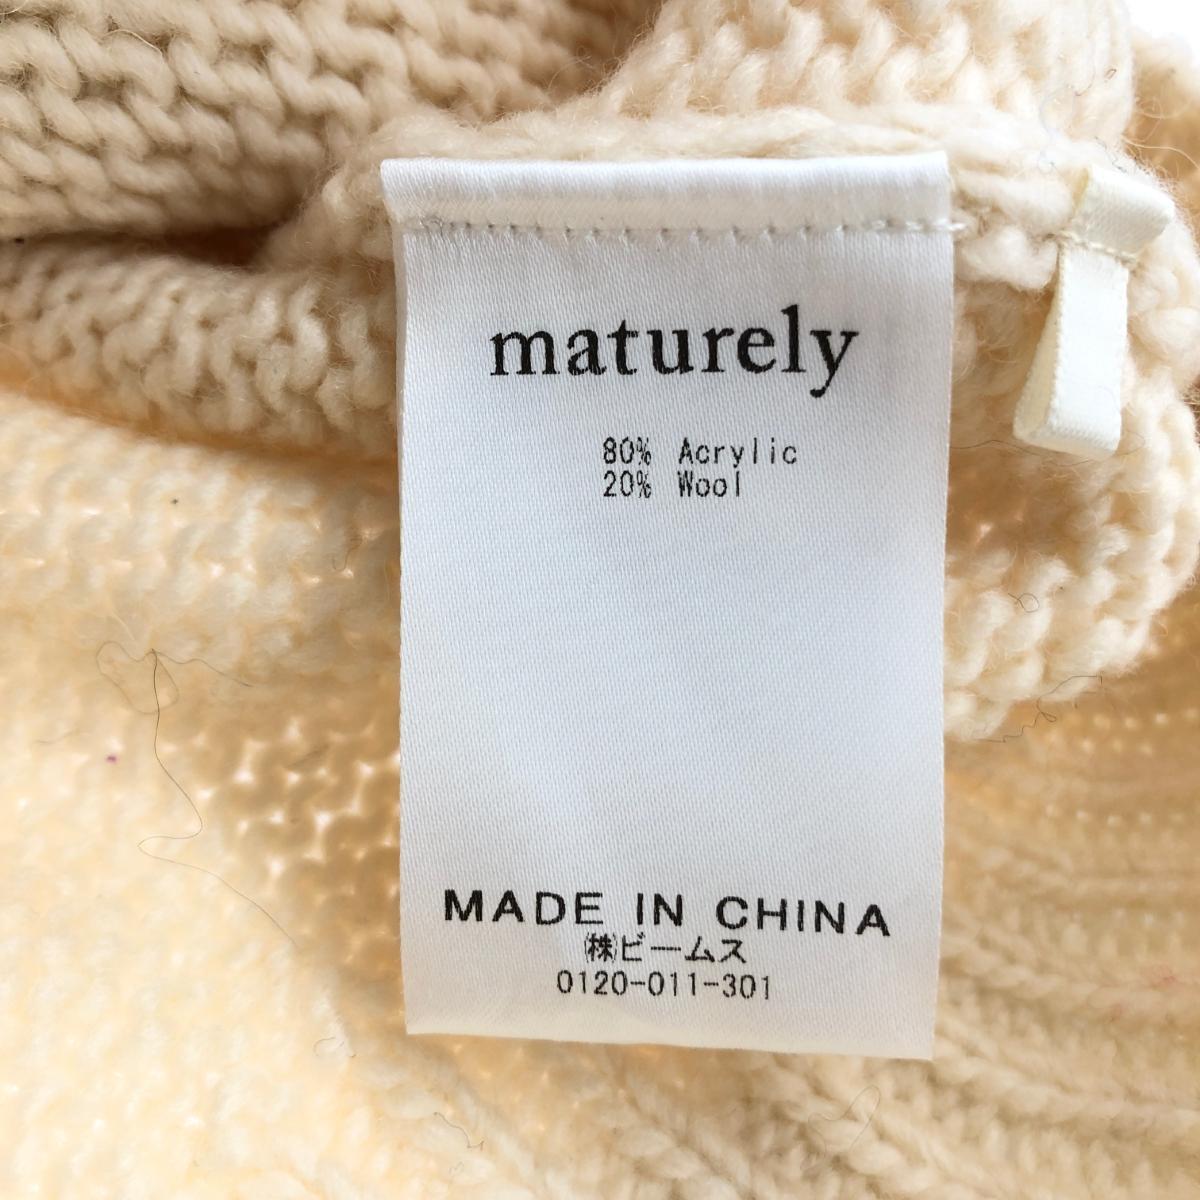 maturely
80% Acrylic
20% Wool
MADE IN CHINA
㈱ビームス
0120-011-301